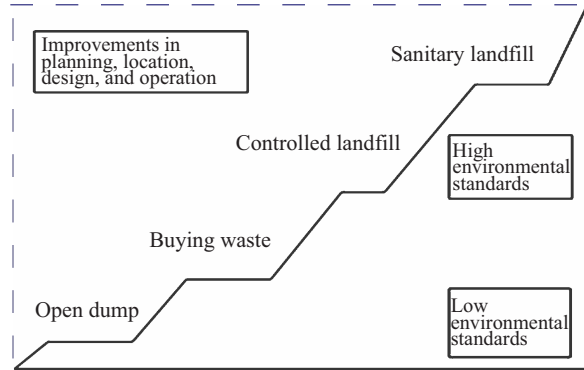 Improvements in
planning, location,
design, and operation
Sanitary landfill
Controlled landfill
High
environmental
standards
Buying waste
Open dump
Low
environmental
standards